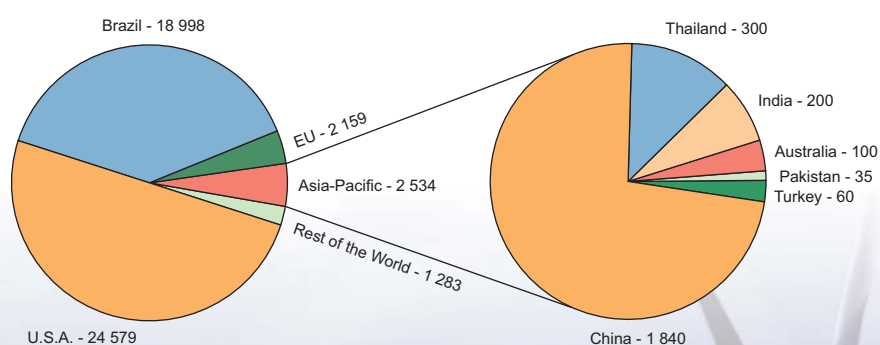 Brazil - 18 998
EU - 2 159
Asia-Pacific - 2 534
Rest of the World - 1 283
U.S.A. - 24 579
Thailand - 300
India - 200
Australia - 100
Pakistan - 35
Turkey - 60
China - 1 840